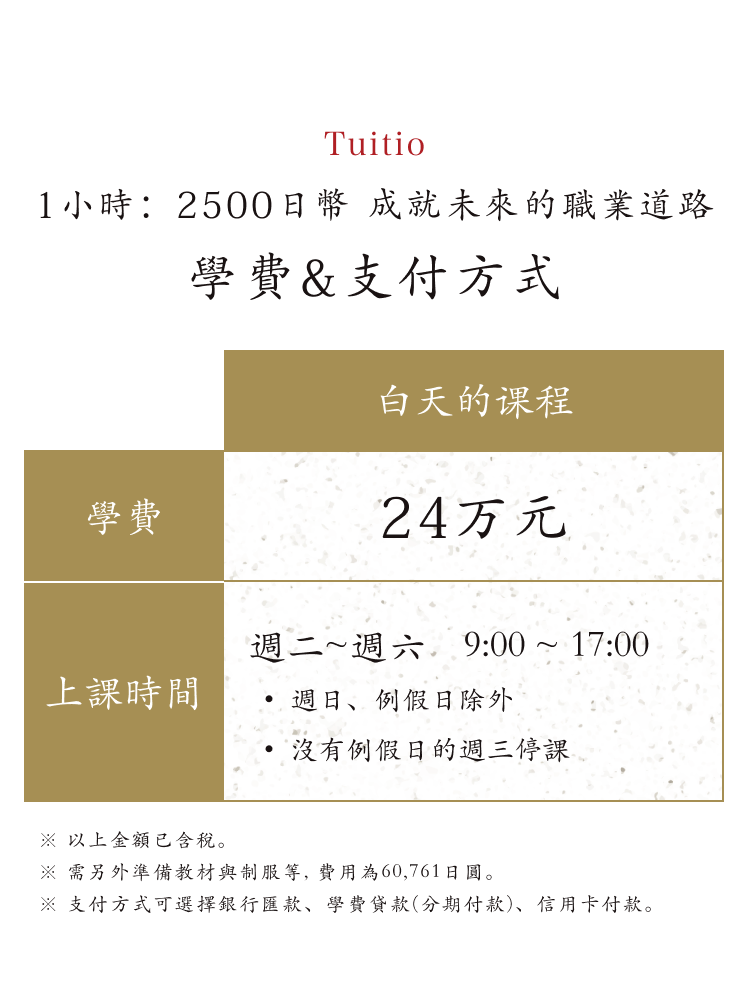 Tuitio
1小時：2500日幣 成就未來的職業道路
學費&支付方式
白天的课程
學費
24万元
上課時間
週二~週六 9:00 ~ 17:00
• 週日、例假日除外
• 沒有例假日的週三停課
※ 以上金額已含稅。
※ 需另外準備教材與制服等, 費用為60,761日圓。
※ 支付方式可選擇銀行匯款、學費貸款(分期付款)、信用卡付款。